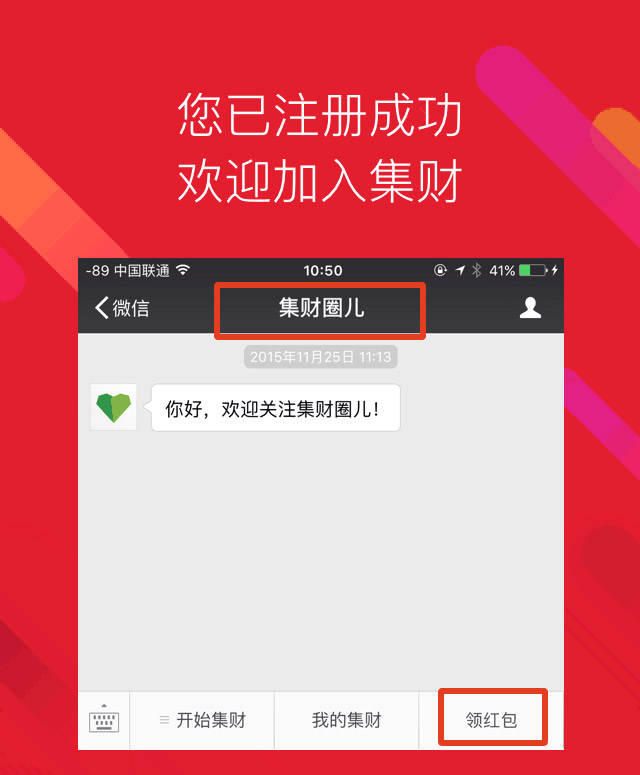 您已注册成功
欢迎加入集财
-89 中国联通 10:50 41%
微信 集财圈儿
2015年11月25日 11:13
你好，欢迎关注集财圈儿！
开始集财 我的集财 领红包